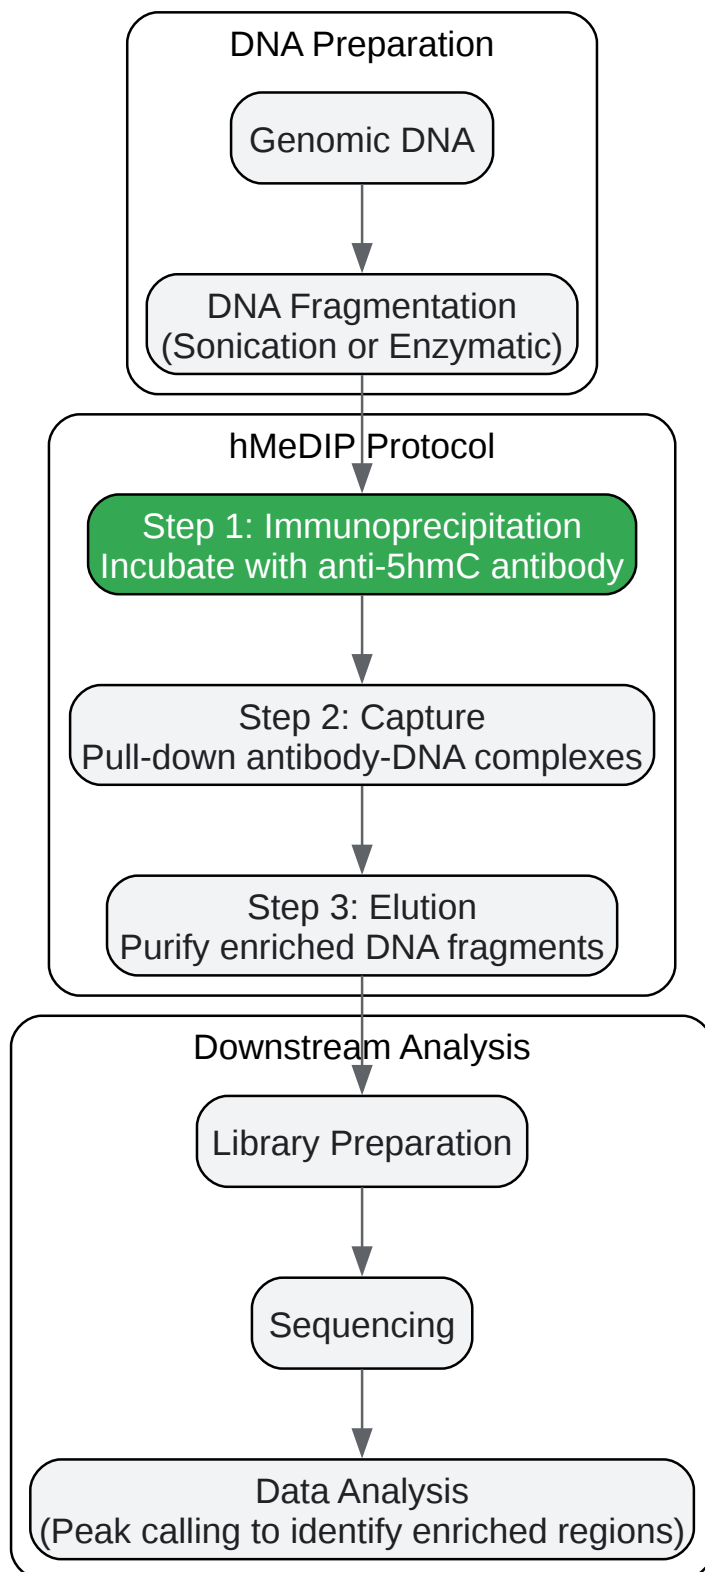 DNA Preparation
Genomic DNA
DNA Fragmentation
(Sonication or Enzymatic)
hMeDIP Protocol
Step 1: Immunoprecipitation
Incubate with anti-5hmC antibody
Step 2: Capture
Pull-down antibody-DNA complexes
Step 3: Elution
Purify enriched DNA fragments
Downstream Analysis
Library Preparation
Sequencing
Data Analysis
(Peak calling to identify enriched regions)